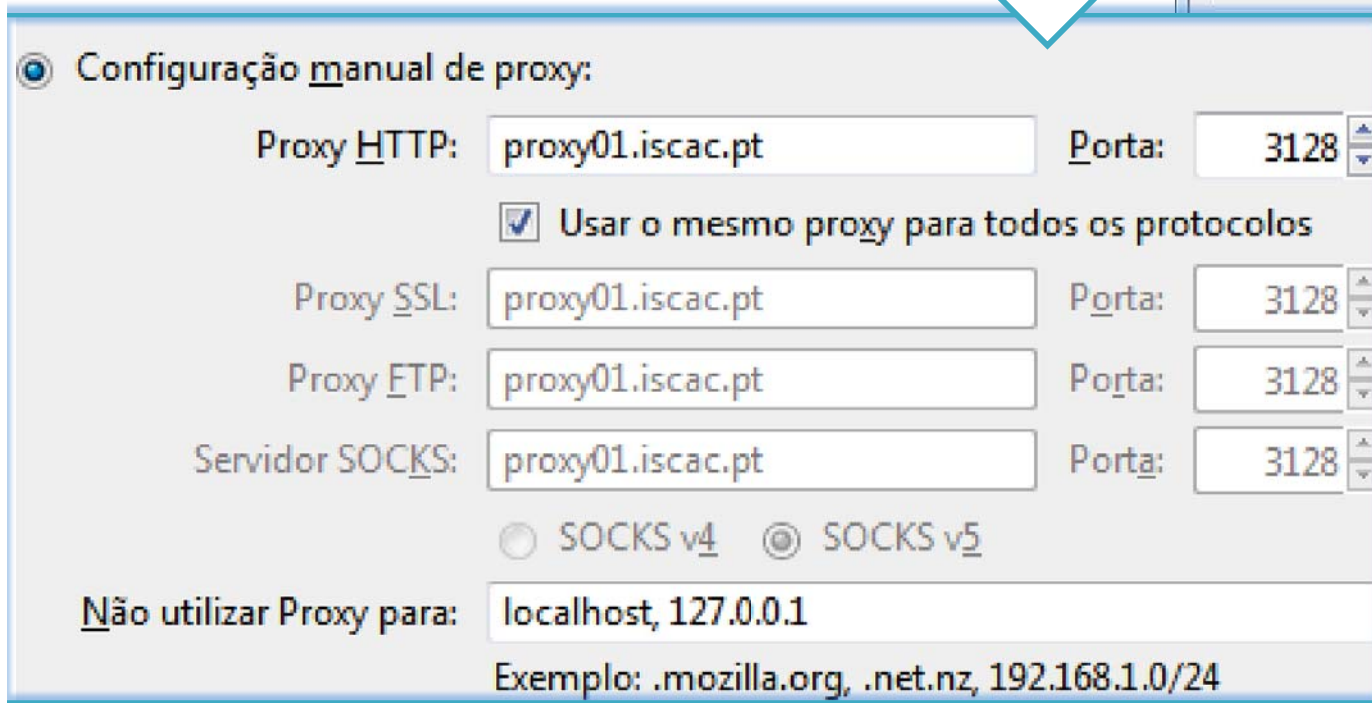 Configuração manual de proxy:
Proxy HTTP: proxy01.iscac.pt Porta: 3128
Usar o mesmo proxy para todos os protocolos
Proxy SSL: proxy01.iscac.pt Porta: 3128
Proxy FTP: proxy01.iscac.pt Porta: 3128
Servidor SOCKS: proxy01.iscac.pt Porta: 3128
SOCKS v4 SOCKS v5
Não utilizar Proxy para: localhost, 127.0.0.1
Exemplo: .mozilla.org, .net.nz, 192.168.1.0/24